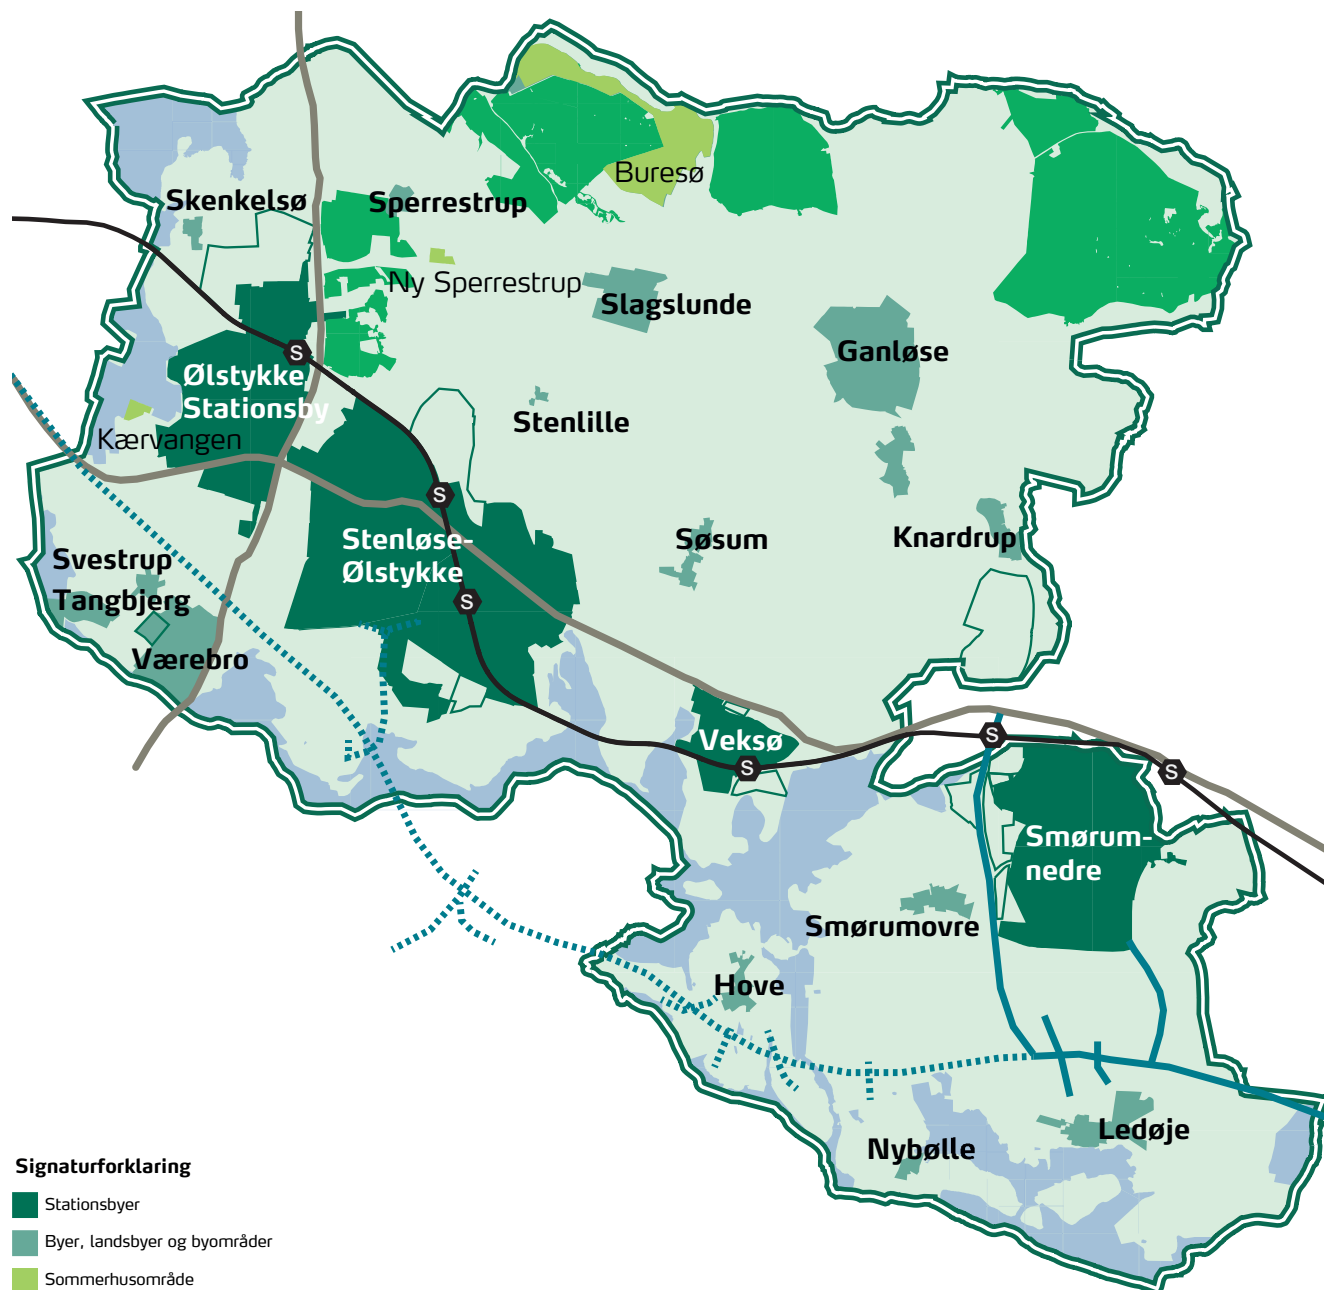 Buresø
Skenkelsø
Sperrestrup
Ny Sperrestrup
Slagslunde
S
Ganløse
Ølstykke
Stationsby
Stenlille
Kærvangen
S
Stenløse-
Ølstykke
Søsum
Knardrup
Svestrup
Tangbjerg
S
Værebro
Veksø
S
S
S
Smørum-
nedre
Smørumovre
Hove
Ledøje
Nybølle
Signaturforklaring
Stationsbyer
Byer, landsbyer og byområder
Sommerhusområde